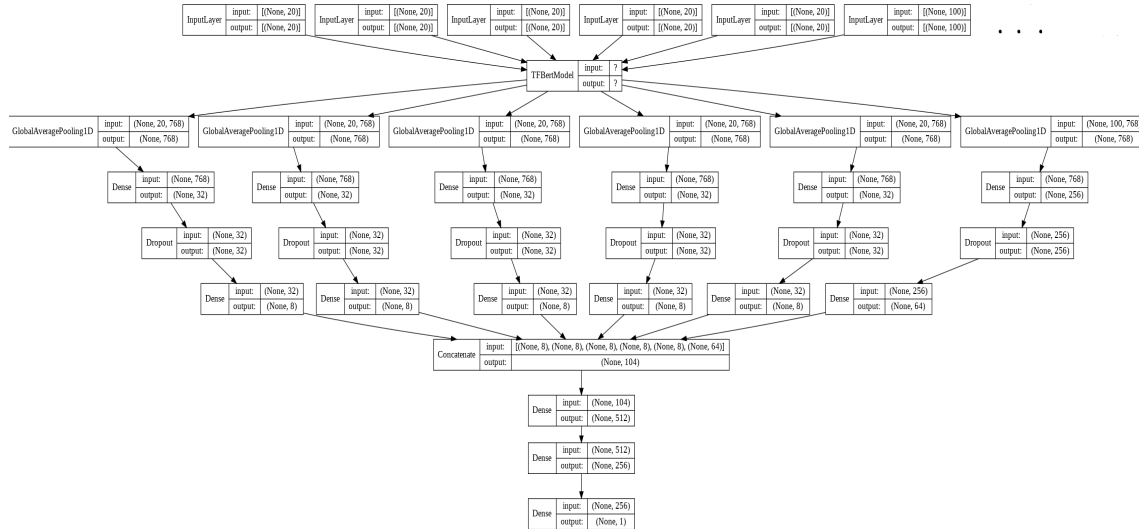 InputLayer input: [(None, 20)] output: [(None, 20)]
InputLayer input: [(None, 20)] output: [(None, 20)]
InputLayer input: [(None, 20)] output: [(None, 20)]
InputLayer input: [(None, 20)] output: [(None, 20)]
InputLayer input: [(None, 20)] output: [(None, 20)]
InputLayer input: [(None, 100)] output: [(None, 100)]
. . .
TFBertModel input: ? output: ?
GlobalAveragePooling1D input: (None, 20, 768) output: (None, 768)
GlobalAveragePooling1D input: (None, 20, 768) output: (None, 768)
GlobalAveragePooling1D input: (None, 20, 768) output: (None, 768)
GlobalAveragePooling1D input: (None, 20, 768) output: (None, 768)
GlobalAveragePooling1D input: (None, 20, 768) output: (None, 768)
GlobalAveragePooling1D input: (None, 100, 768 output: (None, 768)
Dense input: (None, 768) output: (None, 32)
Dense input: (None, 768) output: (None, 32)
Dense input: (None, 768) output: (None, 32)
Dense input: (None, 768) output: (None, 32)
Dense input: (None, 768) output: (None, 32)
Dense input: (None, 768) output: (None, 256)
Dropout input: (None, 32) output: (None, 32)
Dropout input: (None, 32) output: (None, 32)
Dropout input: (None, 32) output: (None, 32)
Dropout input: (None, 32) output: (None, 32)
Dropout input: (None, 32) output: (None, 32)
Dropout input: (None, 256) output: (None, 256)
Dense input: (None, 32) output: (None, 8)
Dense input: (None, 32) output: (None, 8)
Dense input: (None, 32) output: (None, 8)
Dense input: (None, 32) output: (None, 8)
Dense input: (None, 32) output: (None, 8)
Dense input: (None, 256) output: (None, 64)
Concatenate input: [(None, 8), (None, 8), (None, 8), (None, 8), (None, 8), (None, 64)] output: (None, 104)
Dense input: (None, 104) output: (None, 512)
Dense input: (None, 512) output: (None, 256)
Dense input: (None, 256) output: (None, 1)